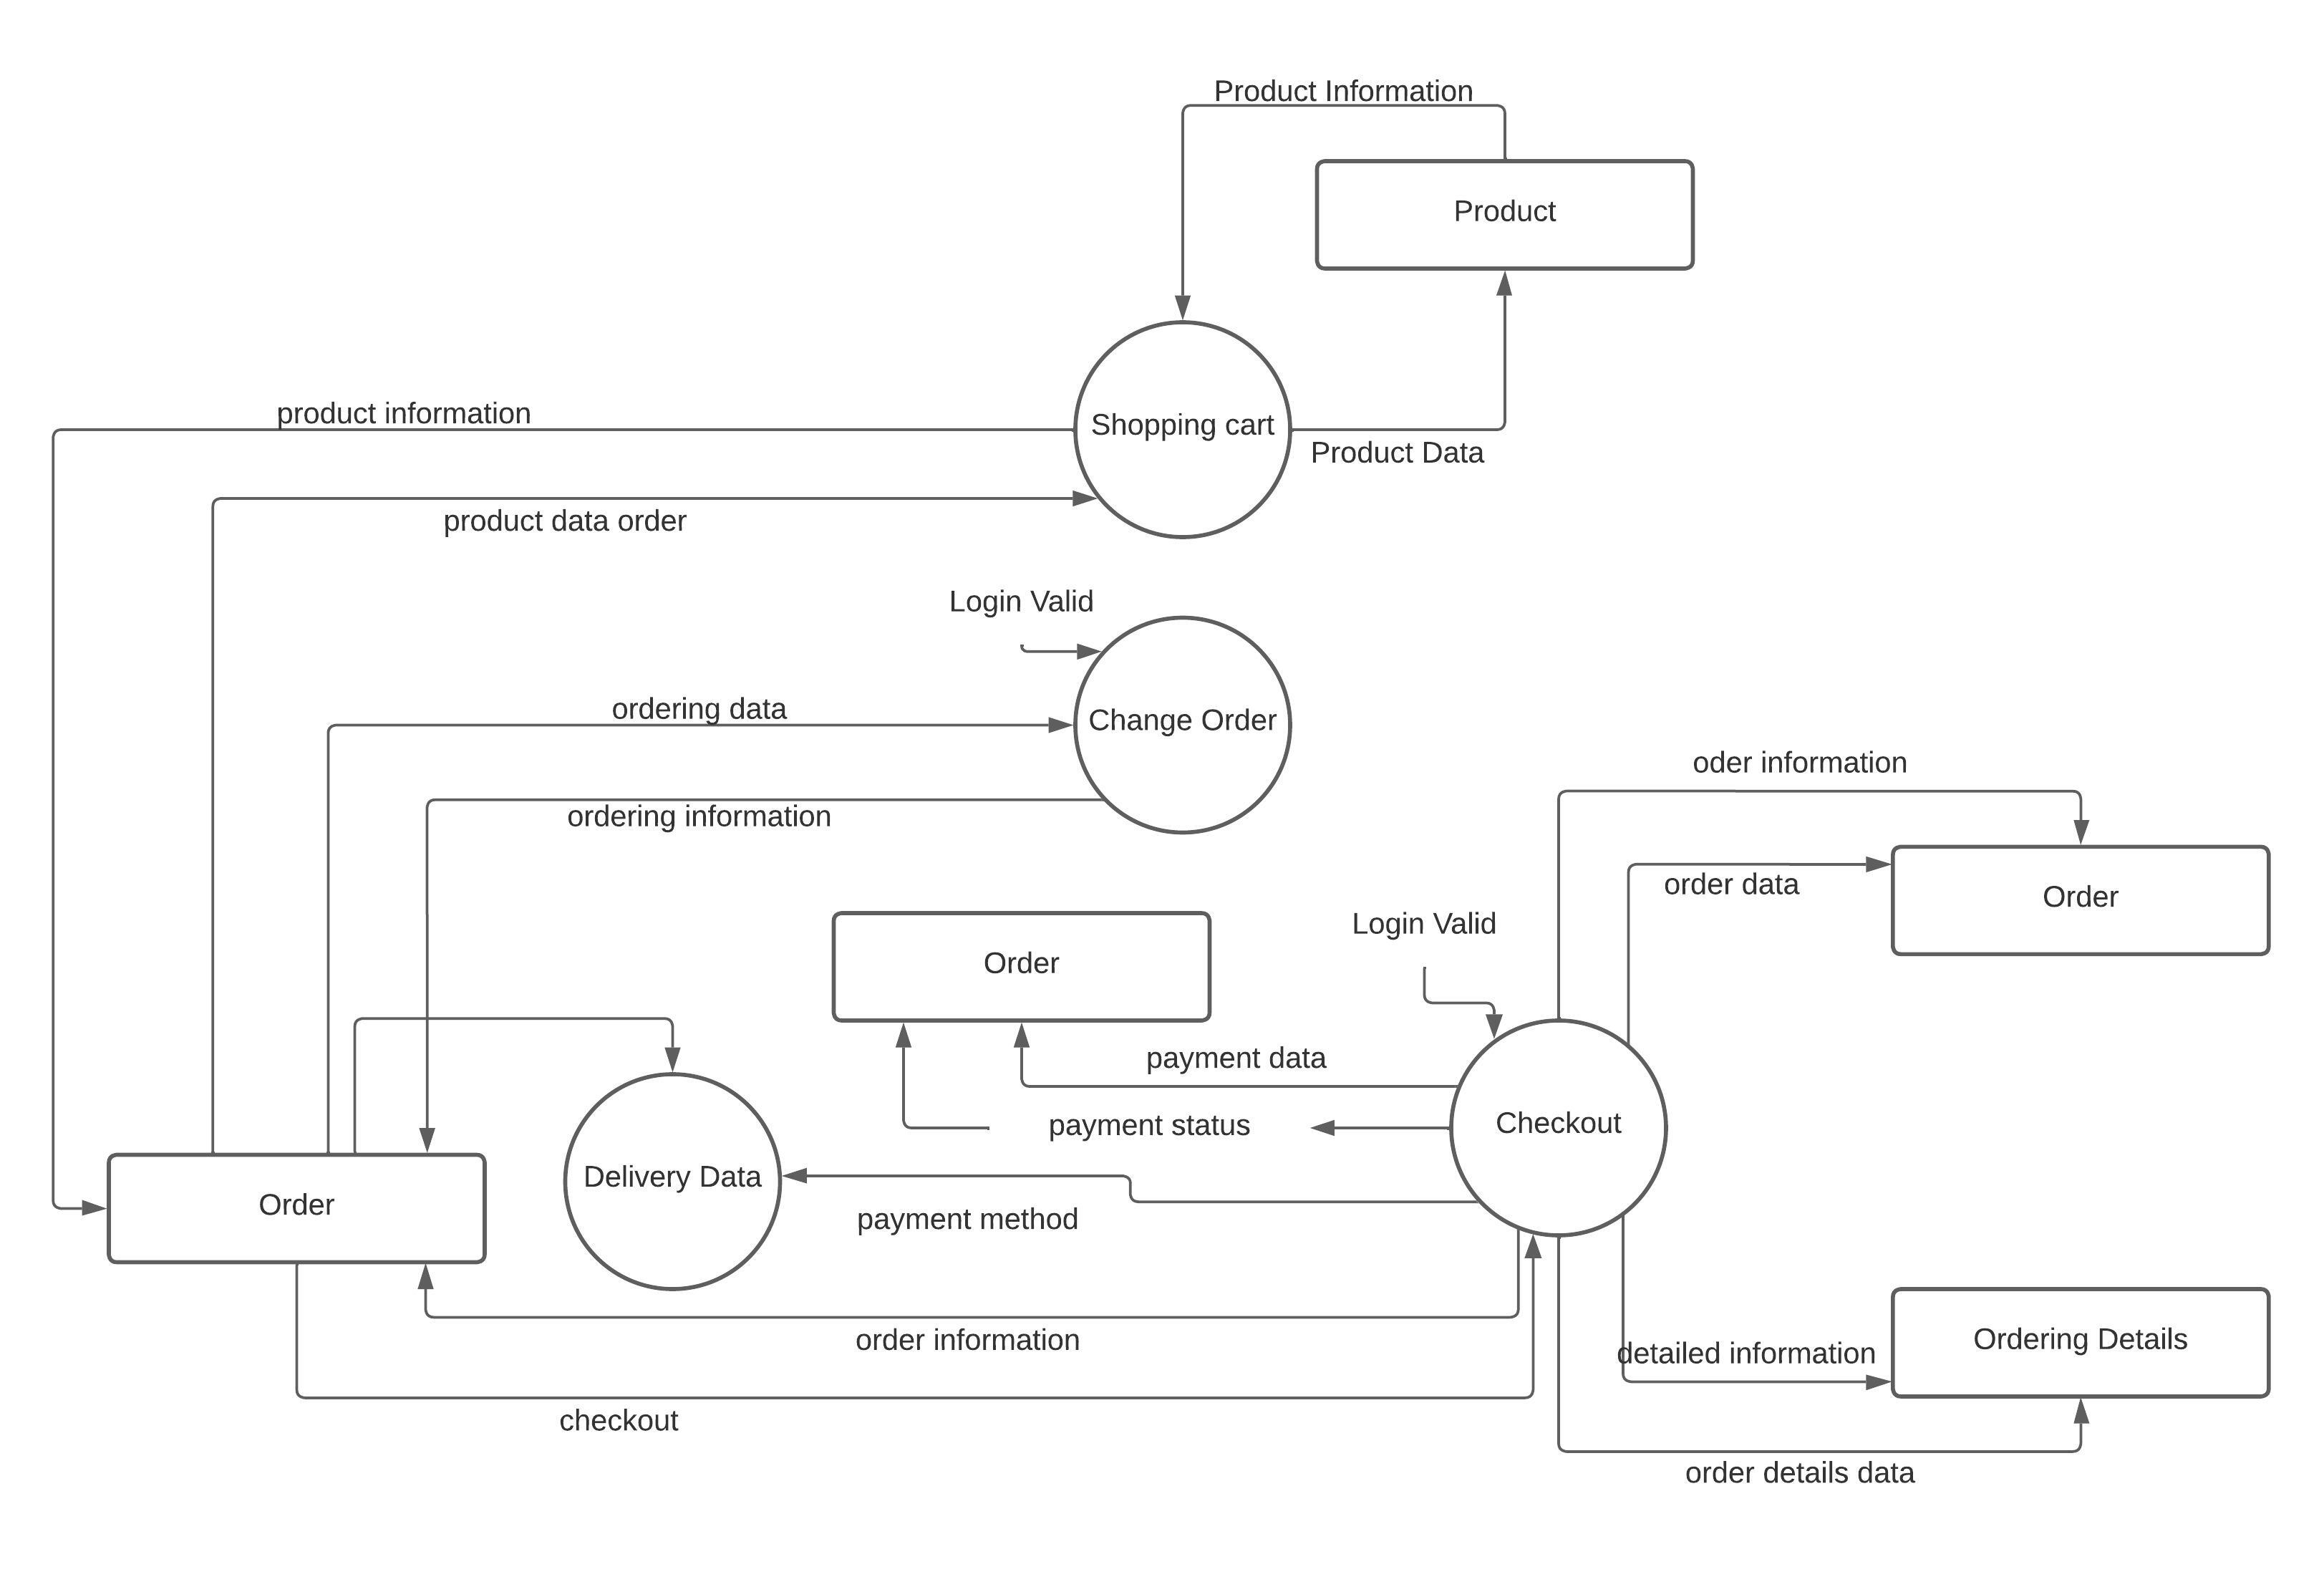 Product Information
Product
product information
Shopping cart
Product Data
product data order
Login Valid
ordering data
Change Order
oder information
ordering information
order data
Order
Login Valid
Order
payment data
Checkout
payment status
Delivery Data
Order
payment method
order information
Ordering Details
detailed information
checkout
order details data